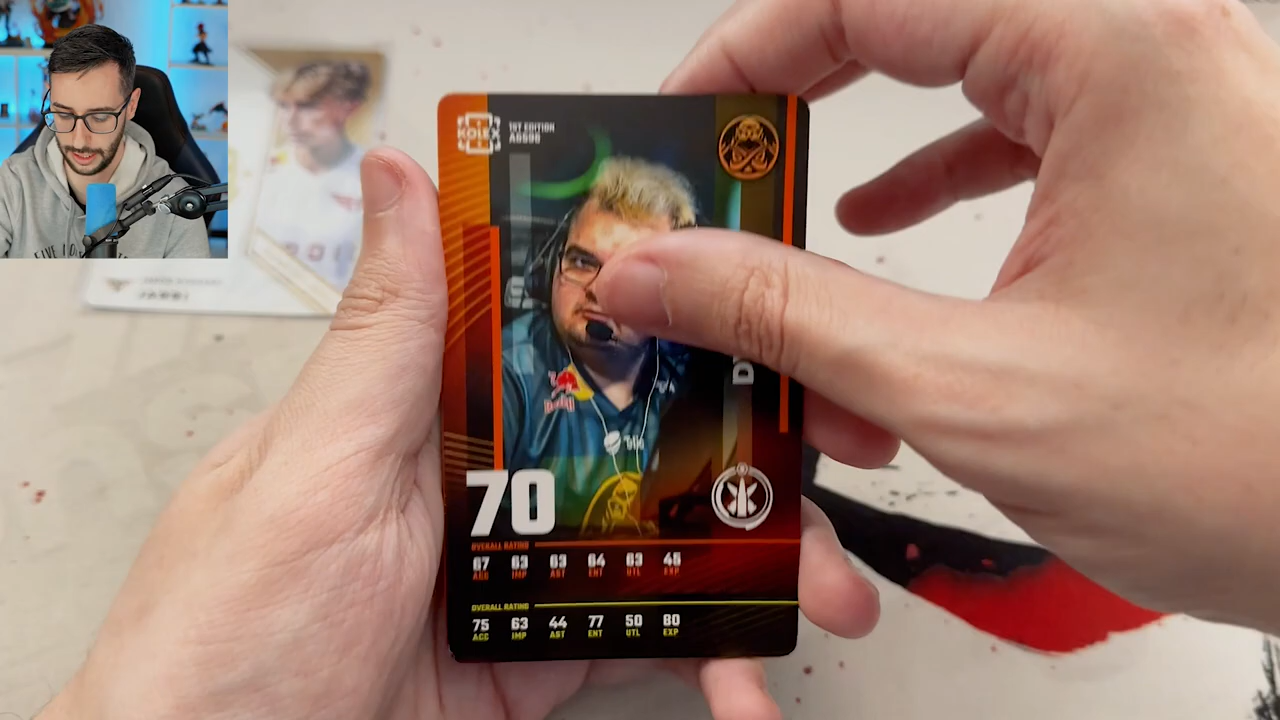 KOLEX
1ST EDITION
D
70
OVERALL RATING
67 63 63 64 63 45
ACC IMP AST ENT UTL EXP
OVERALL RATING
75 63 44 77 50 80
ACC IMP AST ENT UTL EXP